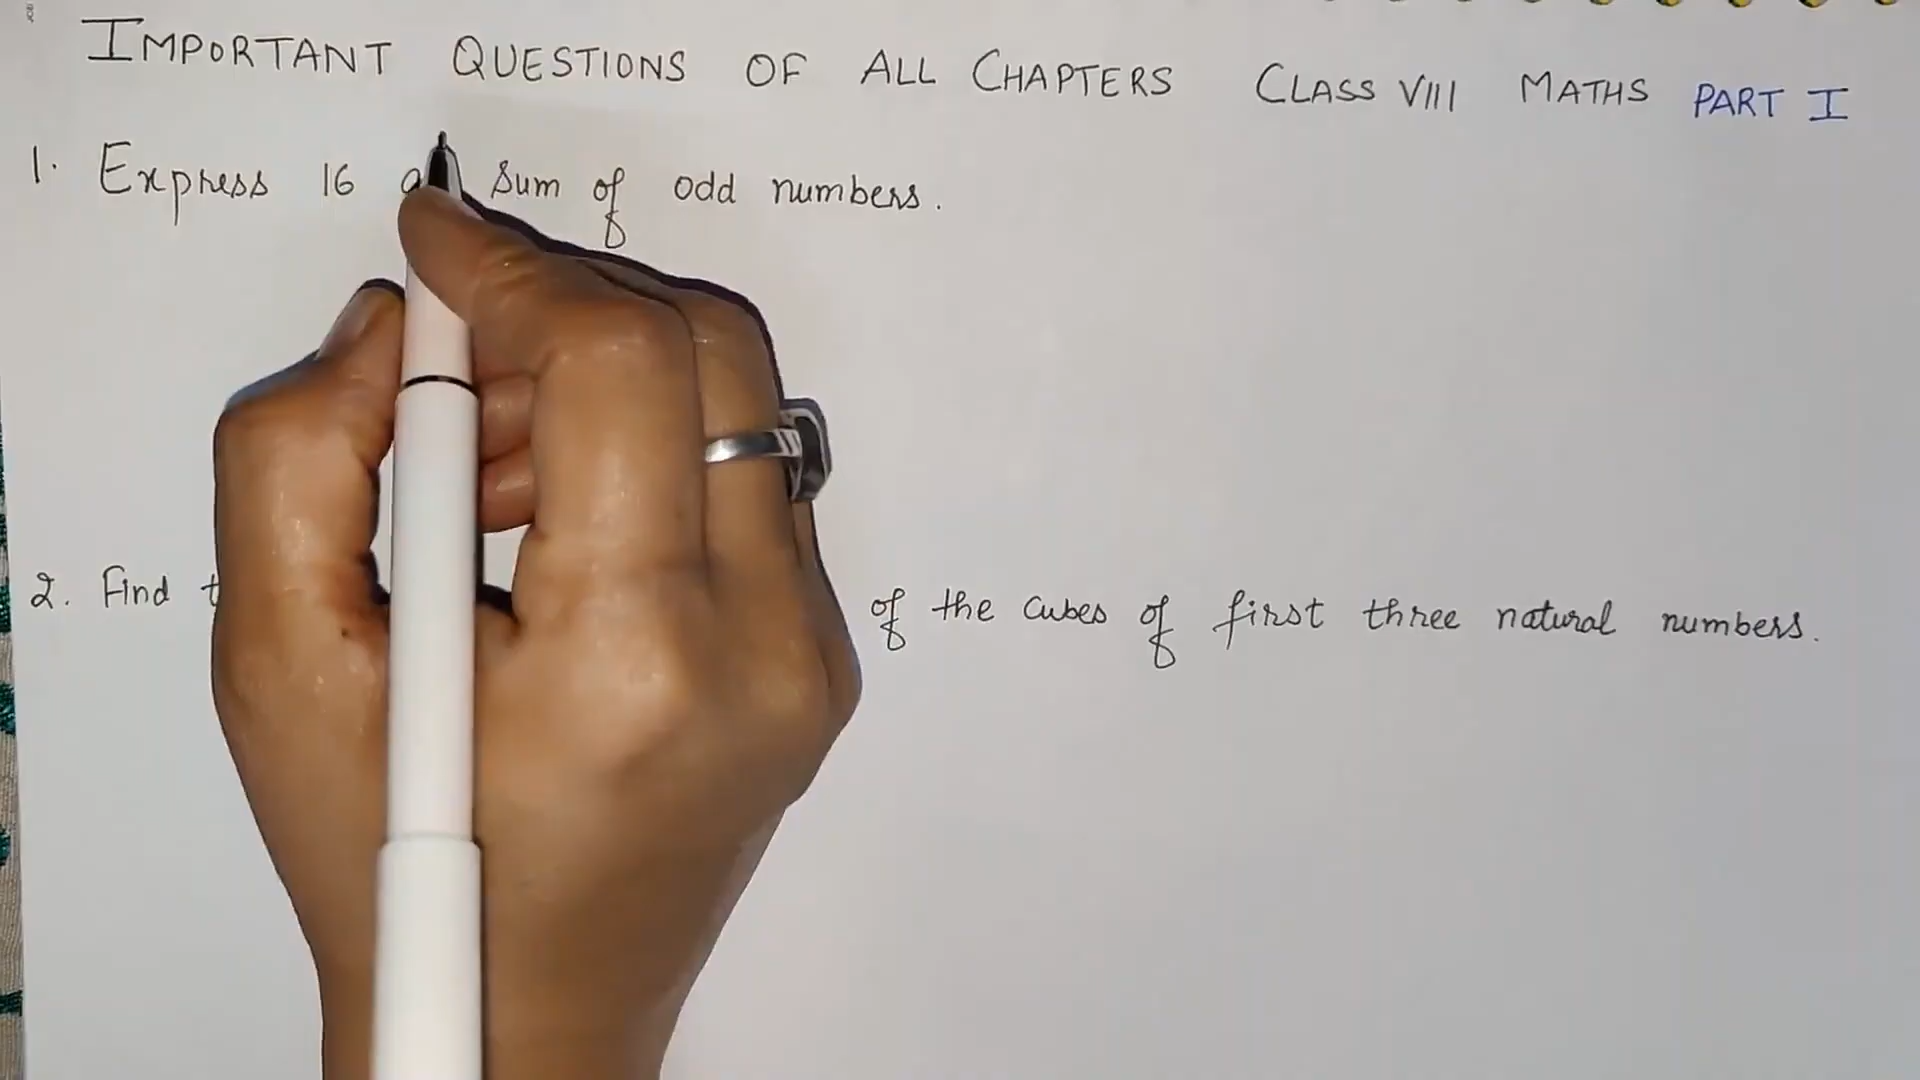 IMPORTANT QUESTIONS OF ALL CHAPTERS CLASS VIII MATHS PART I
1. Express 16 sum of odd numbers.
2. Find of the cubes of first three natural numbers.